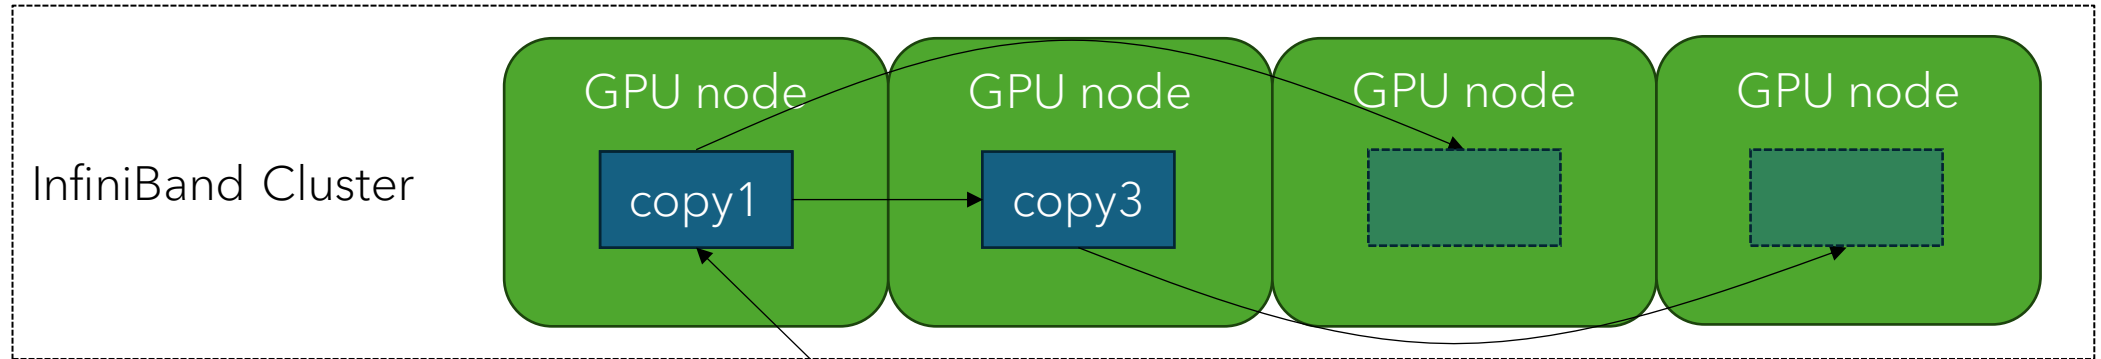 GPU node
GPU node
GPU node
GPU node
InfiniBand Cluster
copy1
copy3